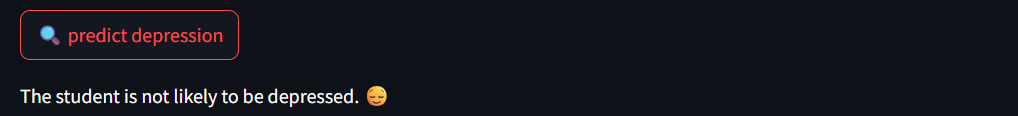 🔍 predict depression
The student is not likely to be depressed. 😌